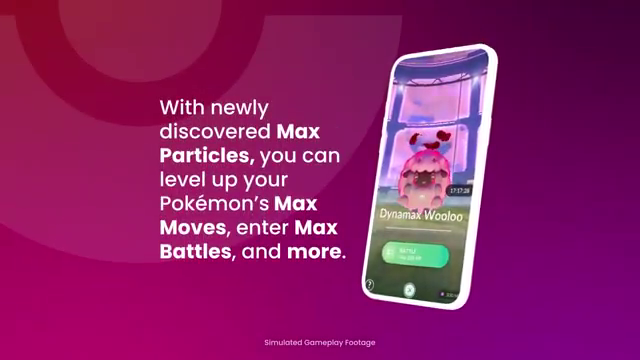 With newly
discovered Max
Particles, you can
level up your
Pokémon's Max
Moves, enter Max
Battles, and more.
17:57:28
Dynamax Wooloo
BATTLE
?
Simulated Gameplay Footage